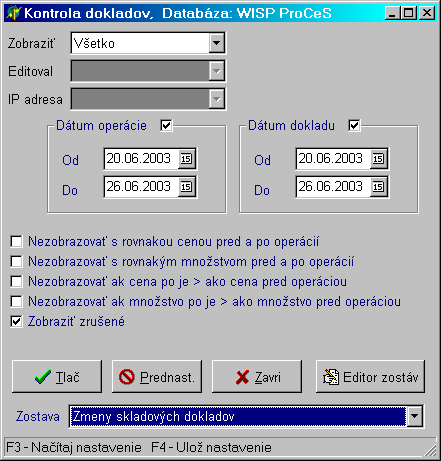 Kontrola dokladov, Databáza: WISP ProCeS
Zobraziť Všetko
Editoval
IP adresa
Dátum operácie Dátum dokladu
Od 20.06.2003 15 Od 20.06.2003 15
Do 26.06.2003 15 Do 26.06.2003 15
Nezobrazovať s rovnakou cenou pred a po operácií
Nezobrazovať s rovnakým množstvom pred a po operácií
Nezobrazovať ak cena po je > ako cena pred operáciou
Nezobrazovať ak množstvo po je > ako množstvo pred operáciou
Zobraziť zrušené
Tlač Prednast. Zavri Editor zostáv
Zostava Zmeny skladových dokladov
F3 - Načítaj nastavenie F4 - Ulož nastavenie